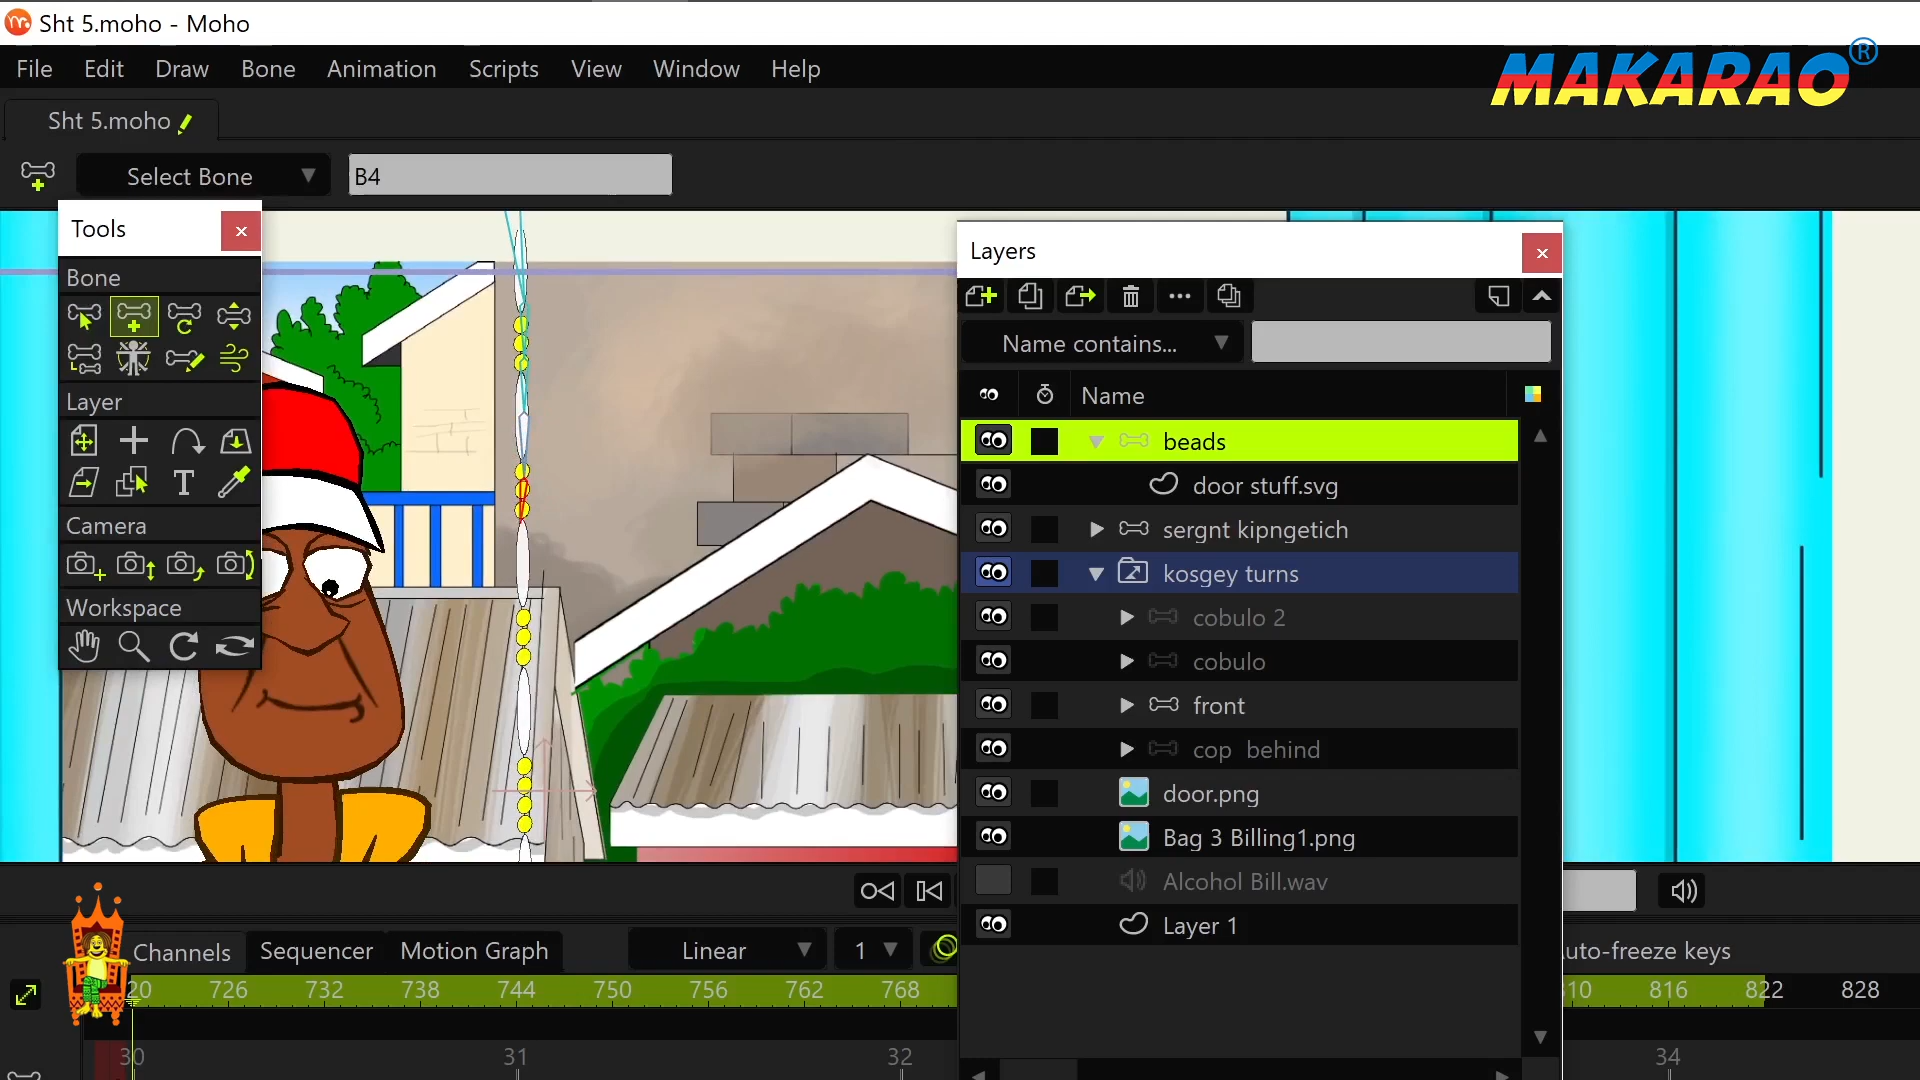 Sht 5.moho - Moho
File Edit Draw Bone Animation Scripts View Window Help
MAKARAO®
Sht 5.moho
Select Bone B4
Tools
Bone
Layer
Camera
Workspace
Layers
Name contains...
Name
beads
door stuff.svg
sergnt kipngetich
kosgey turns
cobulo 2
cobulo
front
cop behind
door.png
Bag 3 Billing1.png
Alcohol Bill.wav
Layer 1
Channels Sequencer Motion Graph Linear 1 uto-freeze keys
20 726 732 738 744 750 756 762 768 10 816 822 828
30 31 32 34